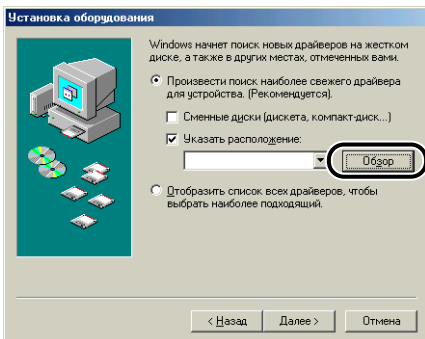 Установка оборудования
Windows начнет поиск новых драйверов на жестком
диске, а также в других местах, отмеченных вами.
Произвести поиск наиболее свежего драйвера
для устройства. (Рекомендуется).
Сменные диски (дискета, компакт-диск...)
Указать расположение:
Обзор
Отобразить список всех драйверов, чтобы
выбрать наиболее подходящий.
< Назад Далее > Отмена